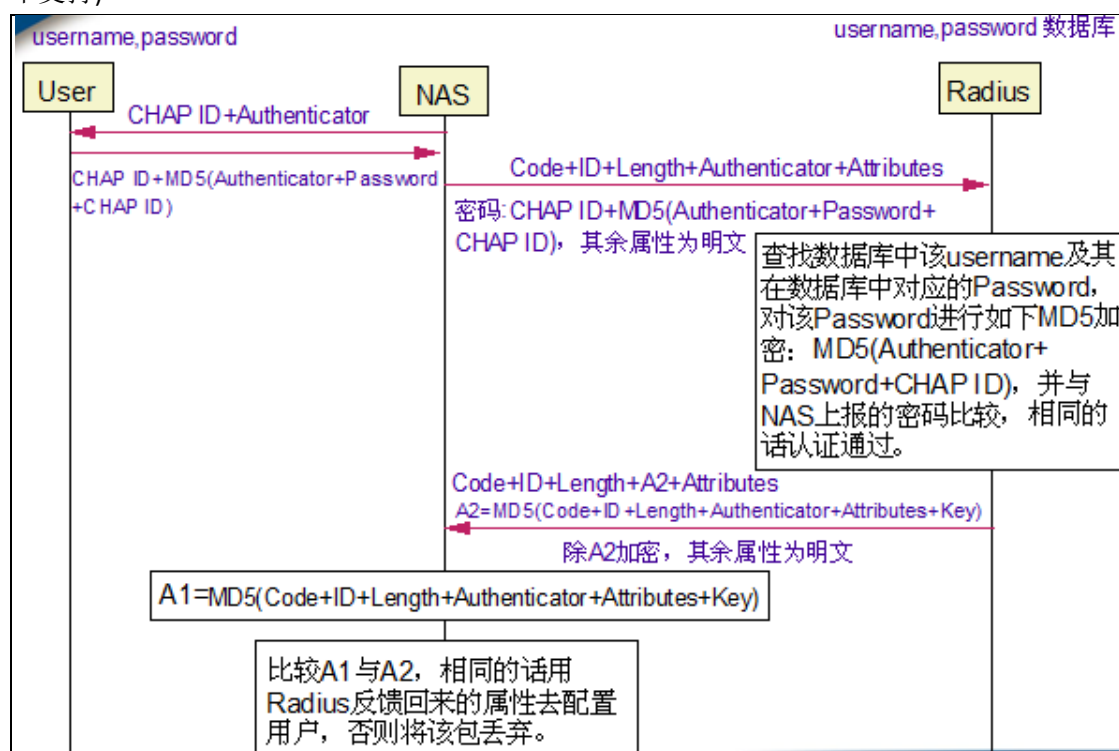 username,password
username,password 数据库
User
NAS
Radius
CHAP ID+Authenticator
CHAP ID+MD5(Authenticator+Password
+CHAP ID)
Code+ID+Length+Authenticator+Attributes
密码: CHAP ID+MD5(Authenticator+Password+
CHAP ID)，其余属性为明文
查找数据库中该username及其
在数据库中对应的Password，
对该Password进行如下MD5加
密：MD5(Authenticator+
Password+CHAP ID)，并与
NAS上报的密码比较，相同的
话认证通过。
Code+ID+Length+A2+Attributes
A2=MD5(Code+ID+Length+Authenticator+Attributes+Key)
除A2加密，其余属性为明文
A1=MD5(Code+ID+Length+Authenticator+Attributes+Key)
比较A1与A2，相同的话用
Radius反馈回来的属性去配置
用户，否则将该包丢弃。